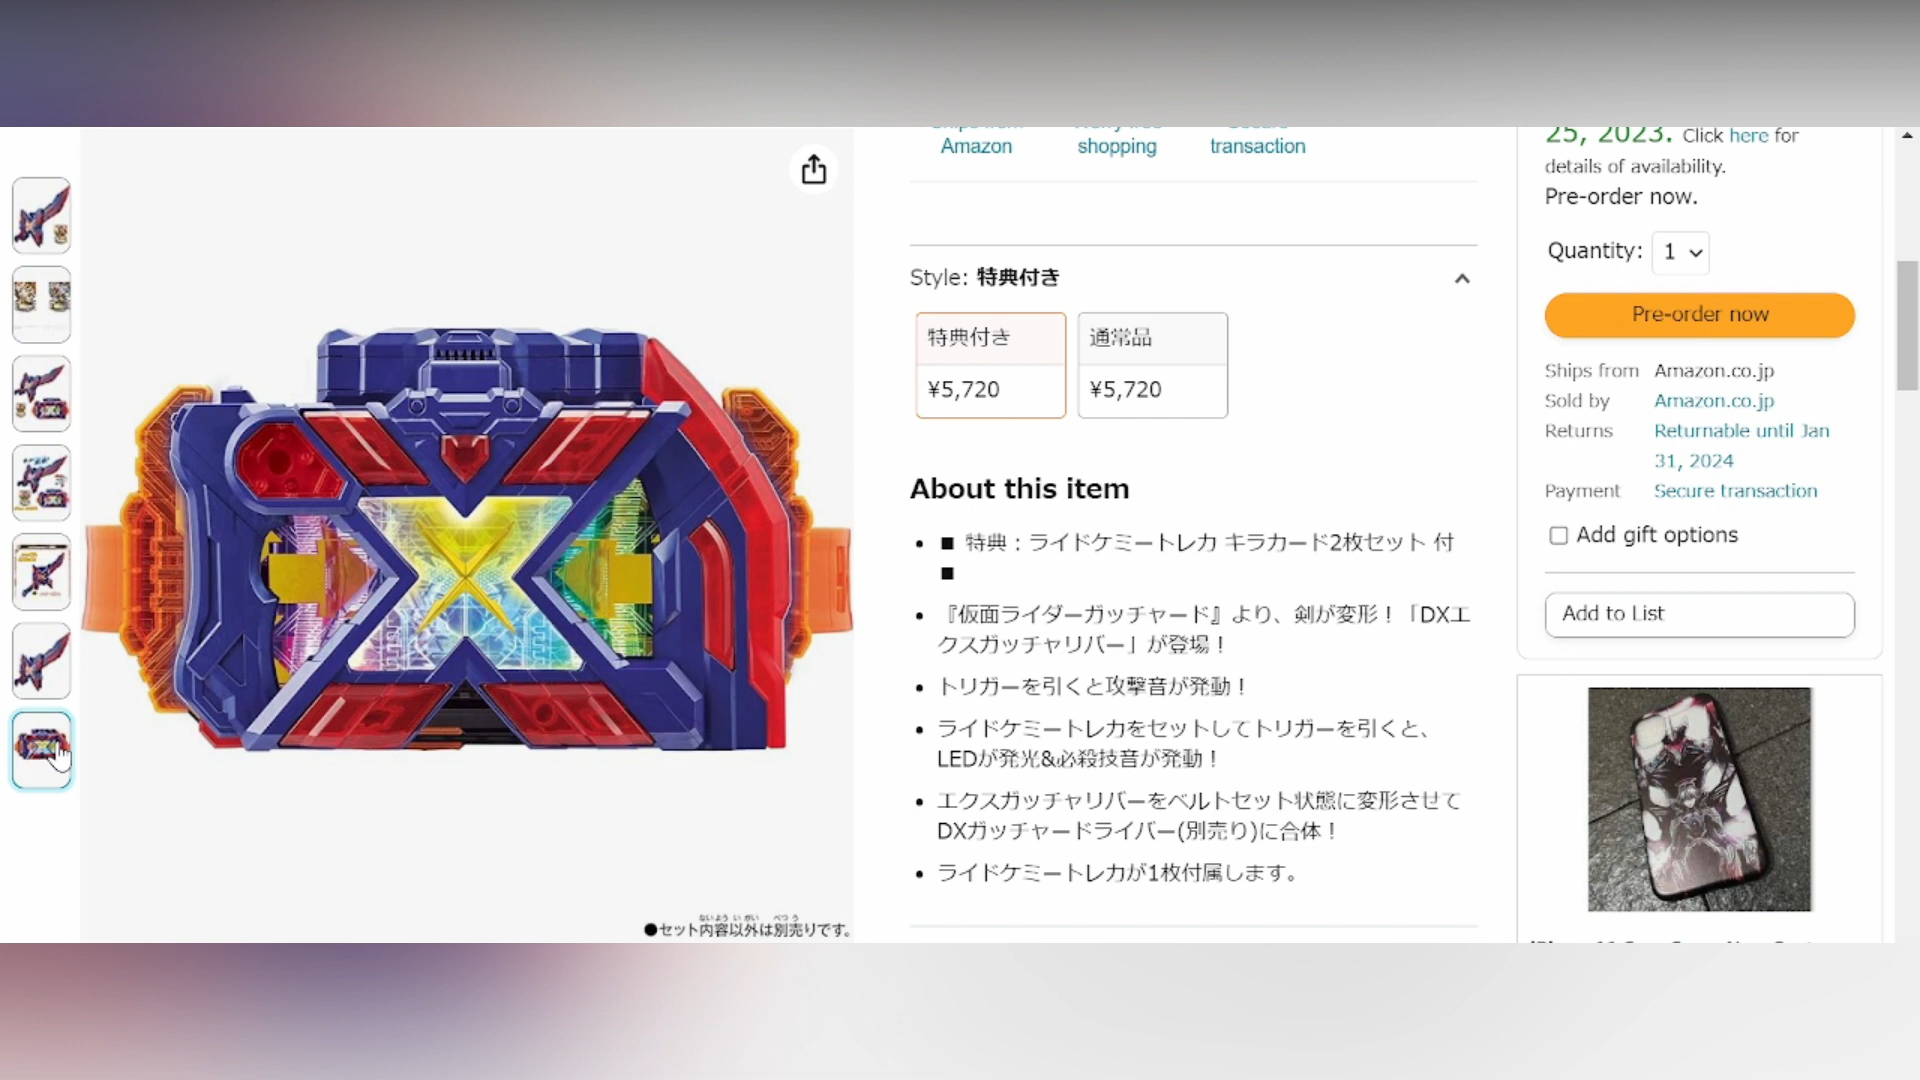 Amazon
shopping
transaction
Style: 特典付き
特典付き
¥5,720
通常品
¥5,720
About this item
■ 特典：ライドケミートレカ キラカード2枚セット 付
■
『仮面ライダーガッチャード』より、剣が変形！「DXエ
クスガッチャリバー」が登場！
トリガーを引くと攻撃音が発動！
ライドケミートレカをセットしてトリガーを引くと、
LEDが発光&必殺技音が発動！
エクスガッチャリバーをベルトセット状態に変形させて
DXガッチャードライバー(別売り)に合体！
ライドケミートレカが1枚付属します。
ないよう い がい べつ う
●セット内容以外は別売りです。
25, 2023. Click here for
details of availability.
Pre-order now.
Quantity: 1
Pre-order now
Ships from Amazon.co.jp
Sold by Amazon.co.jp
Returns Returnable until Jan
31, 2024
Payment Secure transaction
Add gift options
Add to List